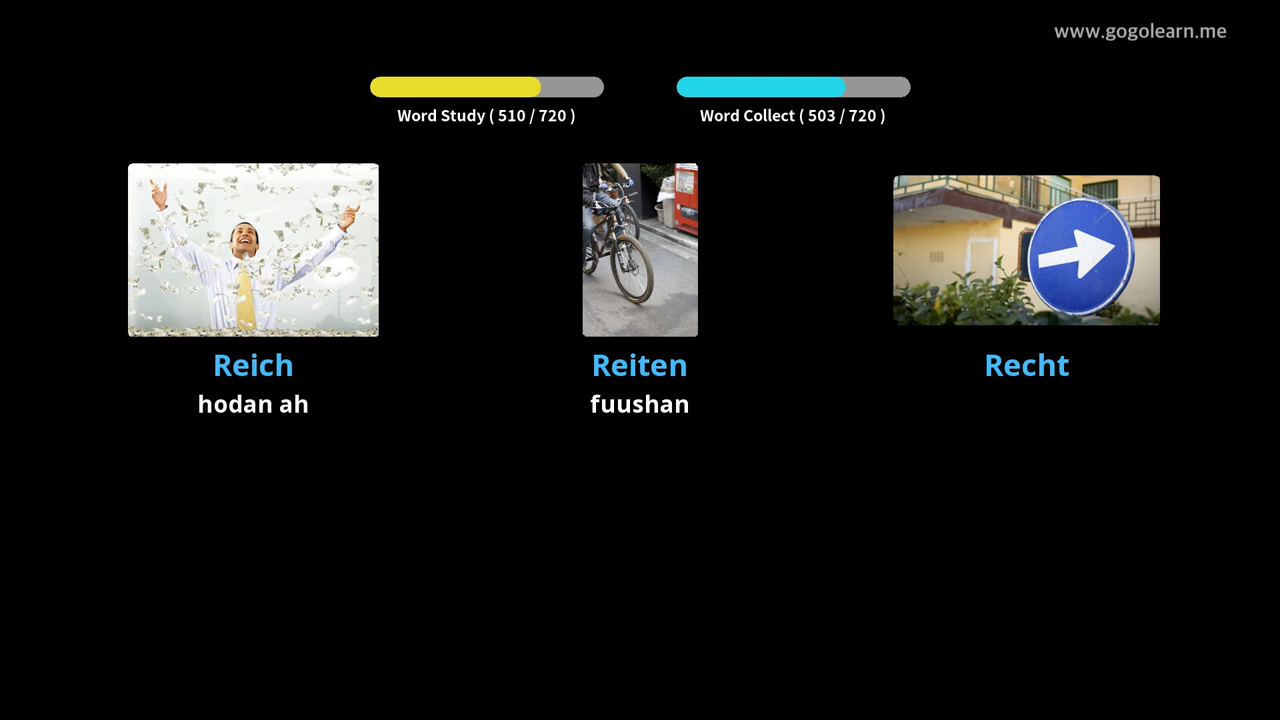 www.gogolearn.me
Word Study ( 510 / 720 )
Word Collect ( 503 / 720 )
Reich
Reiten
Recht
hodan ah
fuushan